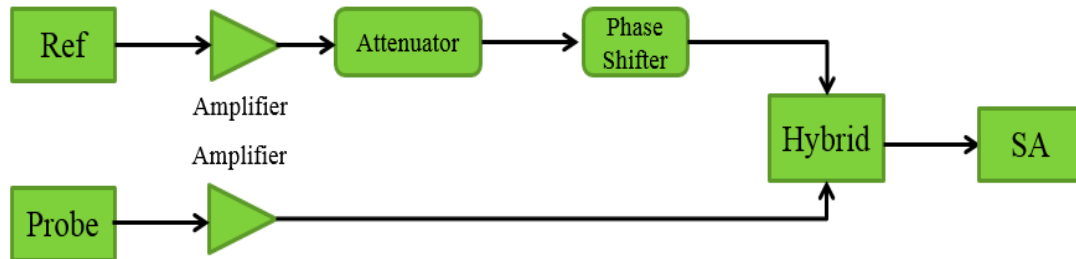 Ref
Attenuator
Phase
Shifter
Amplifier
Amplifier
Hybrid
SA
Probe